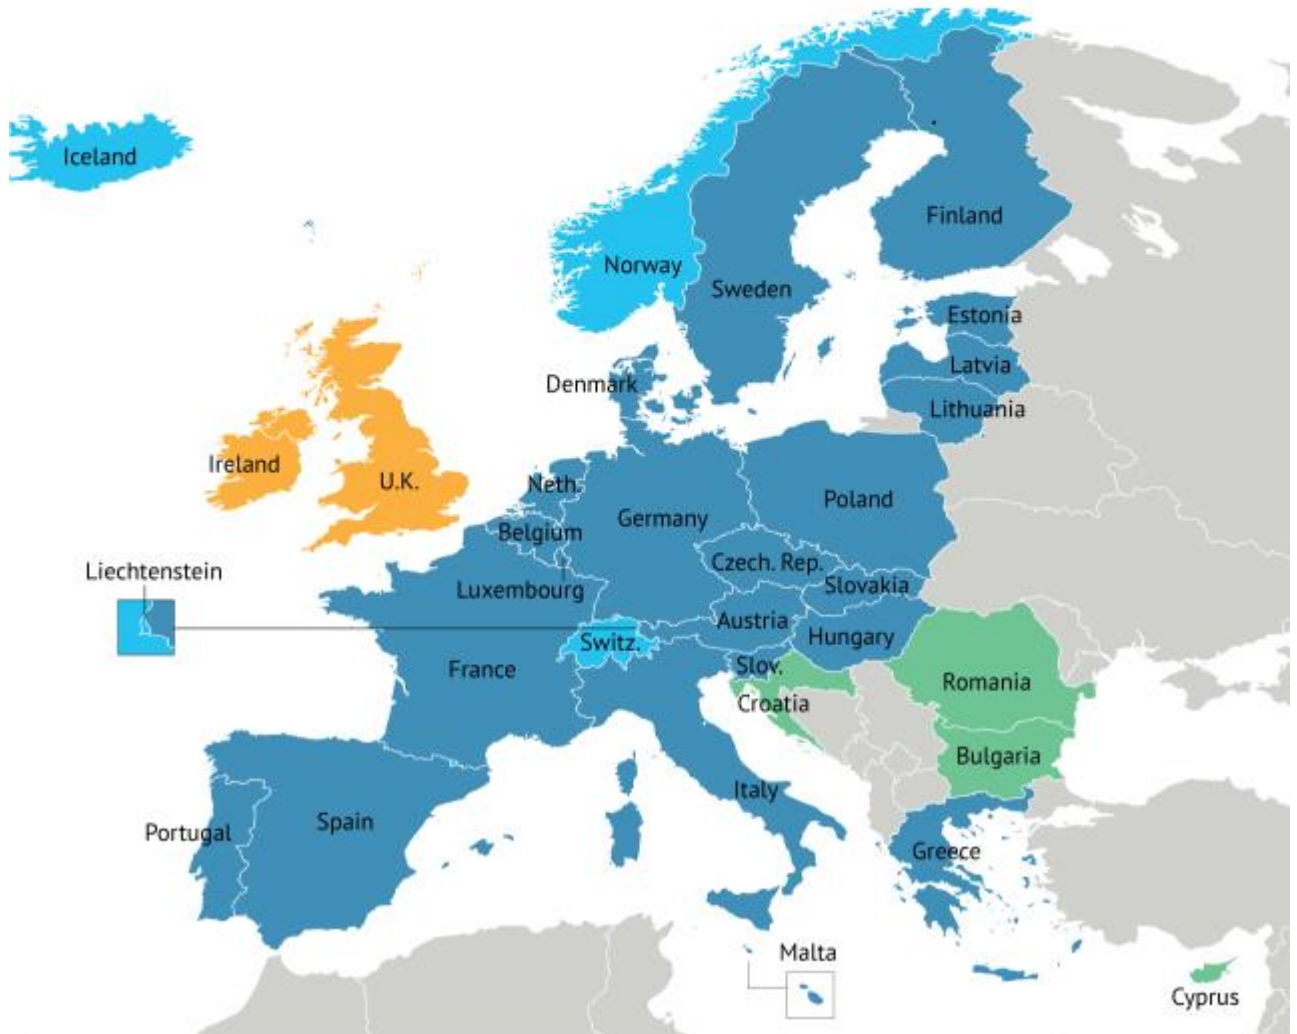 Iceland
Finland
Norway
Sweden
Estonia
Latvia
Denmark
Lithuania
Ireland
U.K.
Neth.
Poland
Germany
Belgium
Czech. Rep.
Liechtenstein
Luxembourg
Slovakia
Austria
Hungary
Switz.
France
Slov.
Romania
Croatia
Bulgaria
Italy
Spain
Portugal
Greece
Malta
Cyprus